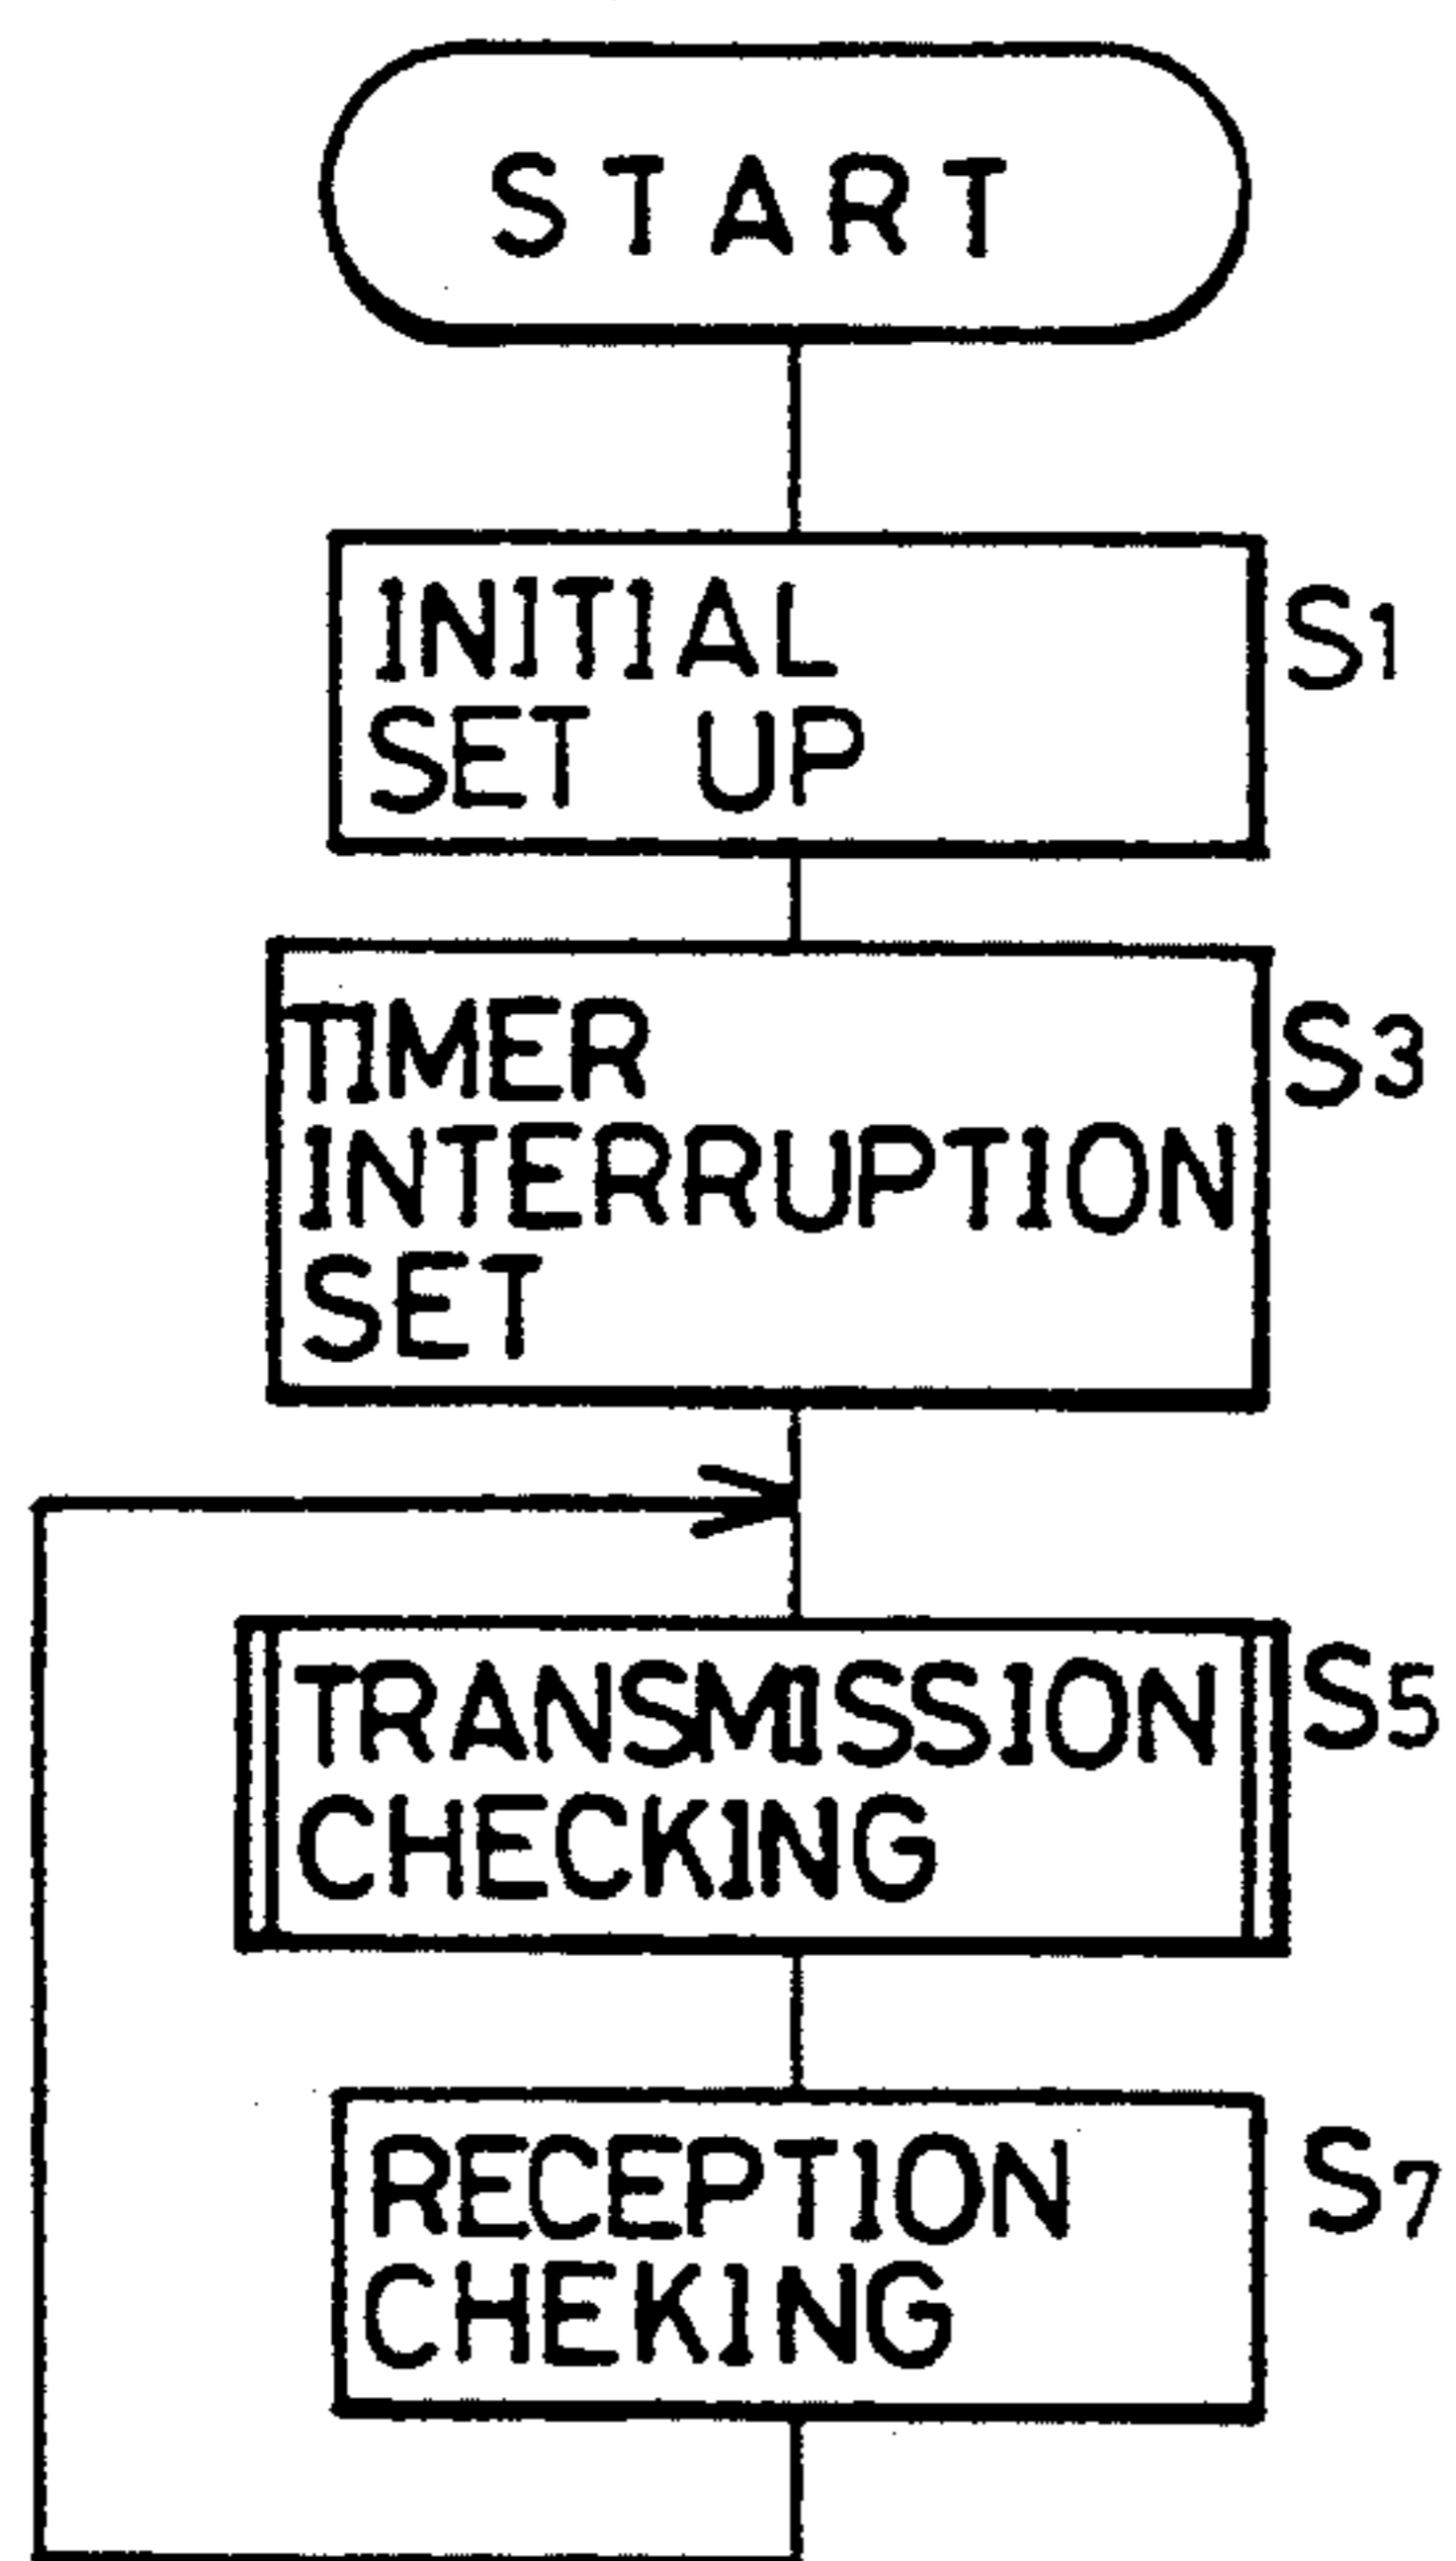 START
INITIAL
SET UP
S1
TIMER
INTERRUPTION
SET
S3
TRANSMISSION
CHECKING
S5
RECEPTION
CHEKING
S7